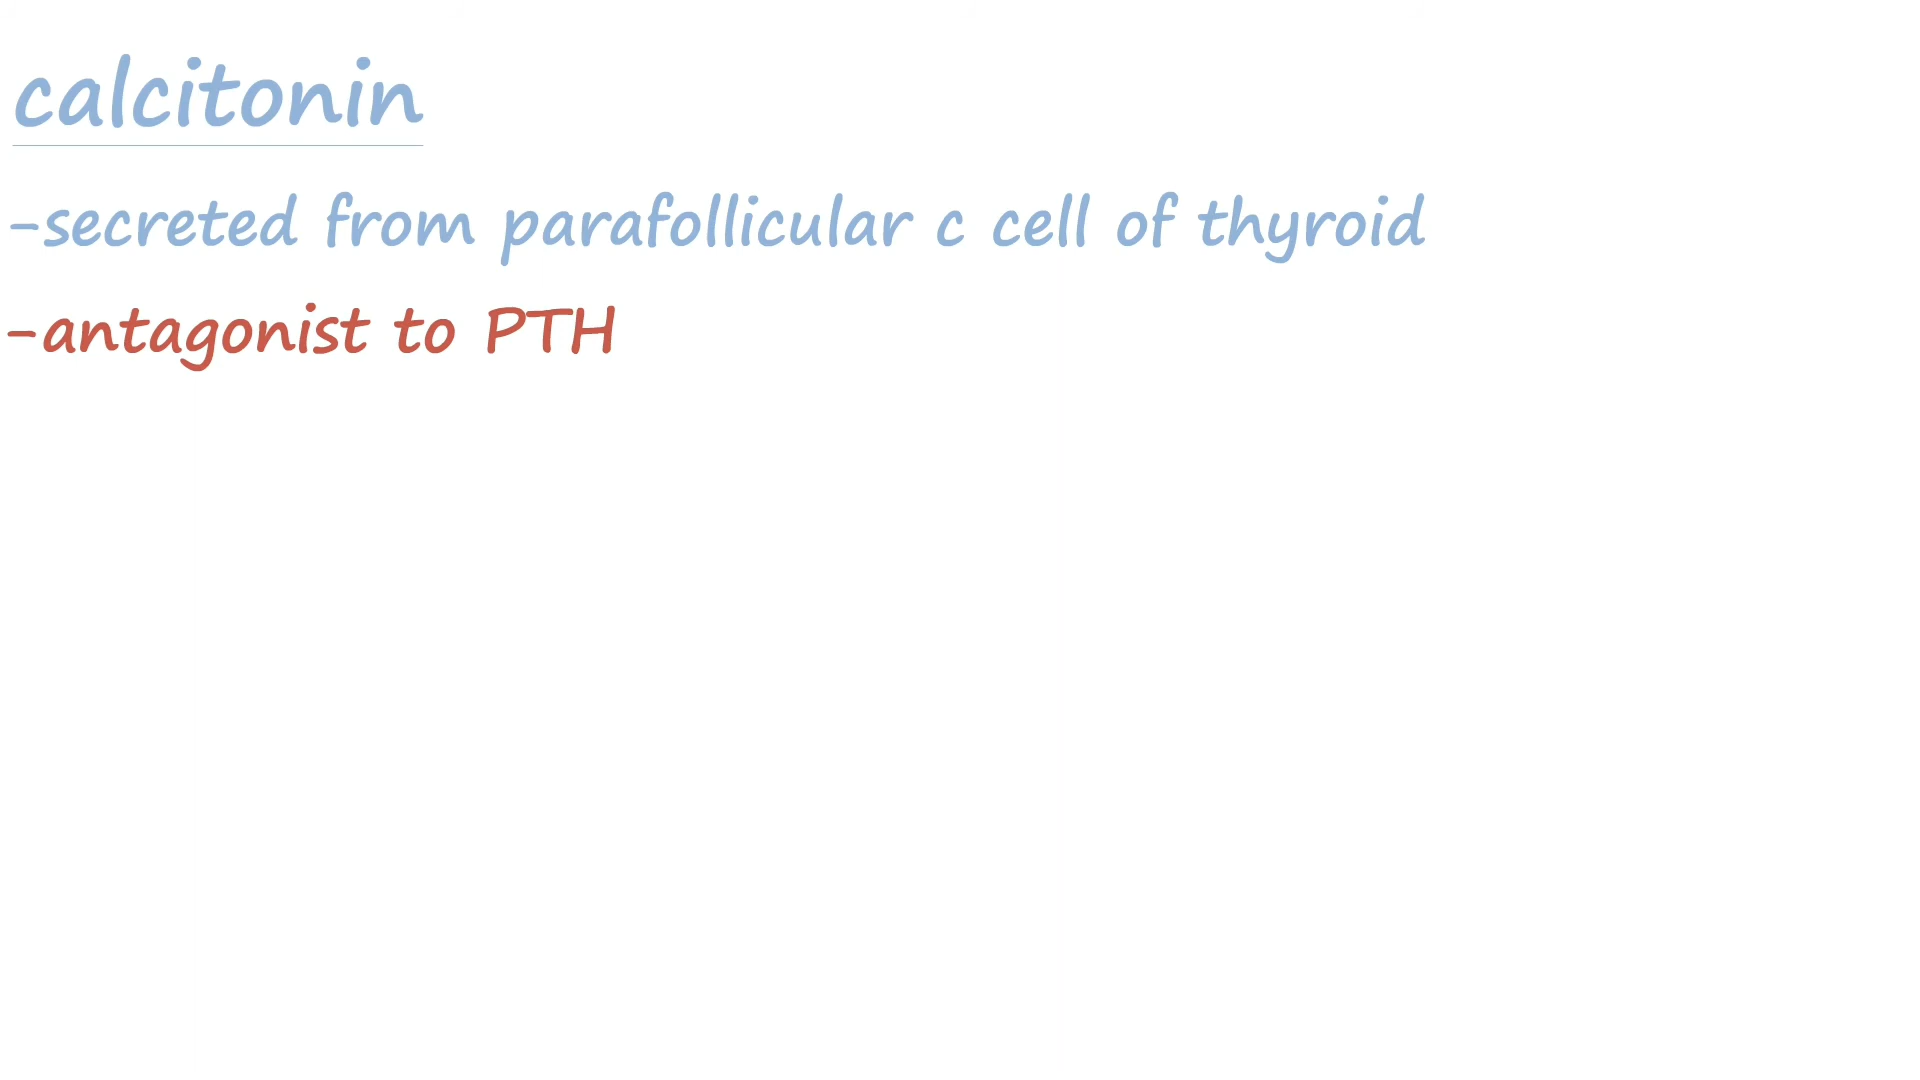 calcitonin
-secreted from parafollicular c cell of thyroid
-antagonist to PTH